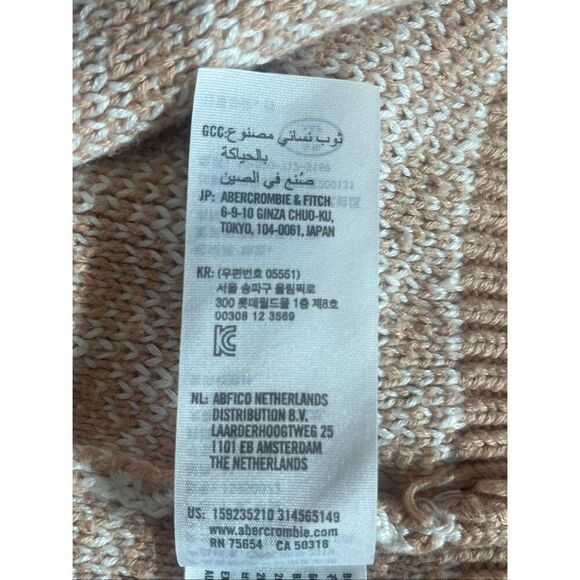 GCC: ثوب نسائي مصنوع
بالحياكة
صُنع في الصين
JP: ABERCROMBIE & FITCH
6-9-10 GINZA CHUO-KU,
TOKYO, 104-0061, JAPAN
KR: (우편번호 05551)
서울 송파구 올림픽로
300 롯데월드몰 1층 제8호
00308 12 3569
NL: ABFICO NETHERLANDS
DISTRIBUTION B.V.
LAARDERHOOGTWEG 25
1101 EB AMSTERDAM
THE NETHERLANDS
US: 159235210 314565149
www.abercrombie.com
RN 75654 CA 50316